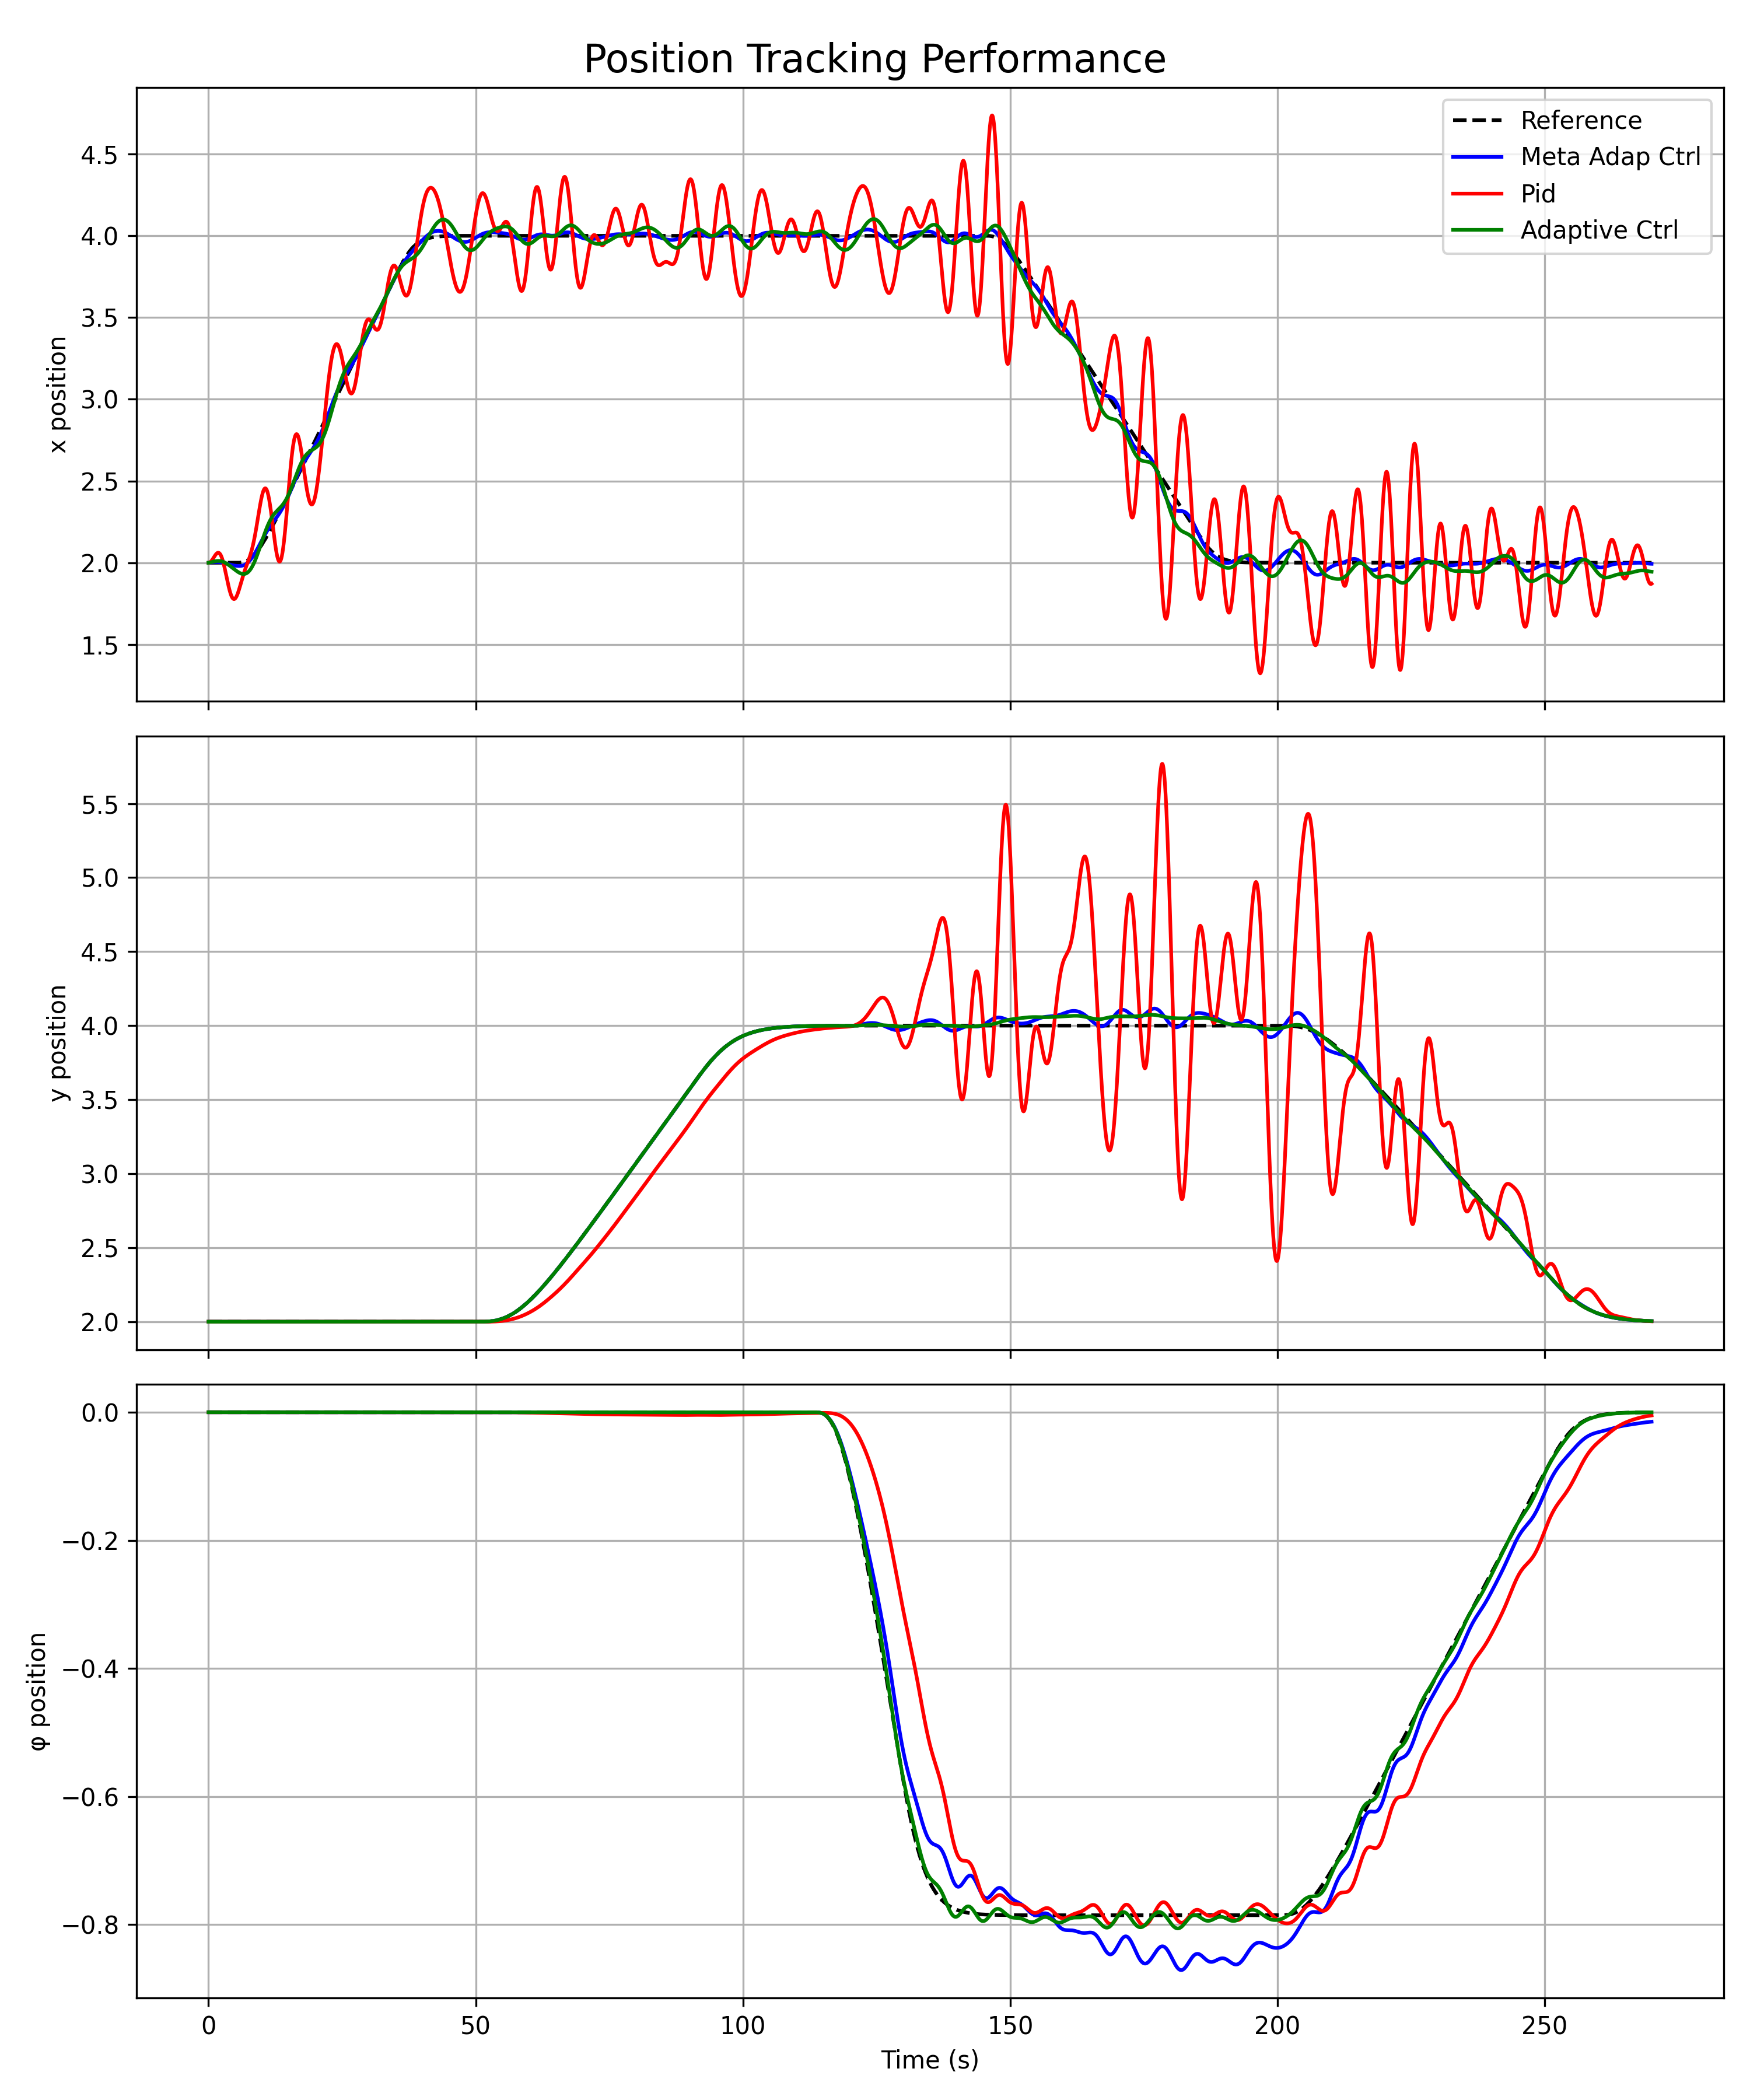 Position Tracking Performance
4.5
4.0
3.5
3.0
2.5
2.0
1.5
x position
Reference
Meta Adap Ctrl
Pid
Adaptive Ctrl
5.5
5.0
4.5
4.0
3.5
3.0
2.5
2.0
y position
0.0
−0.2
−0.4
−0.6
−0.8
φ position
0 50 100 150 200 250
Time (s)